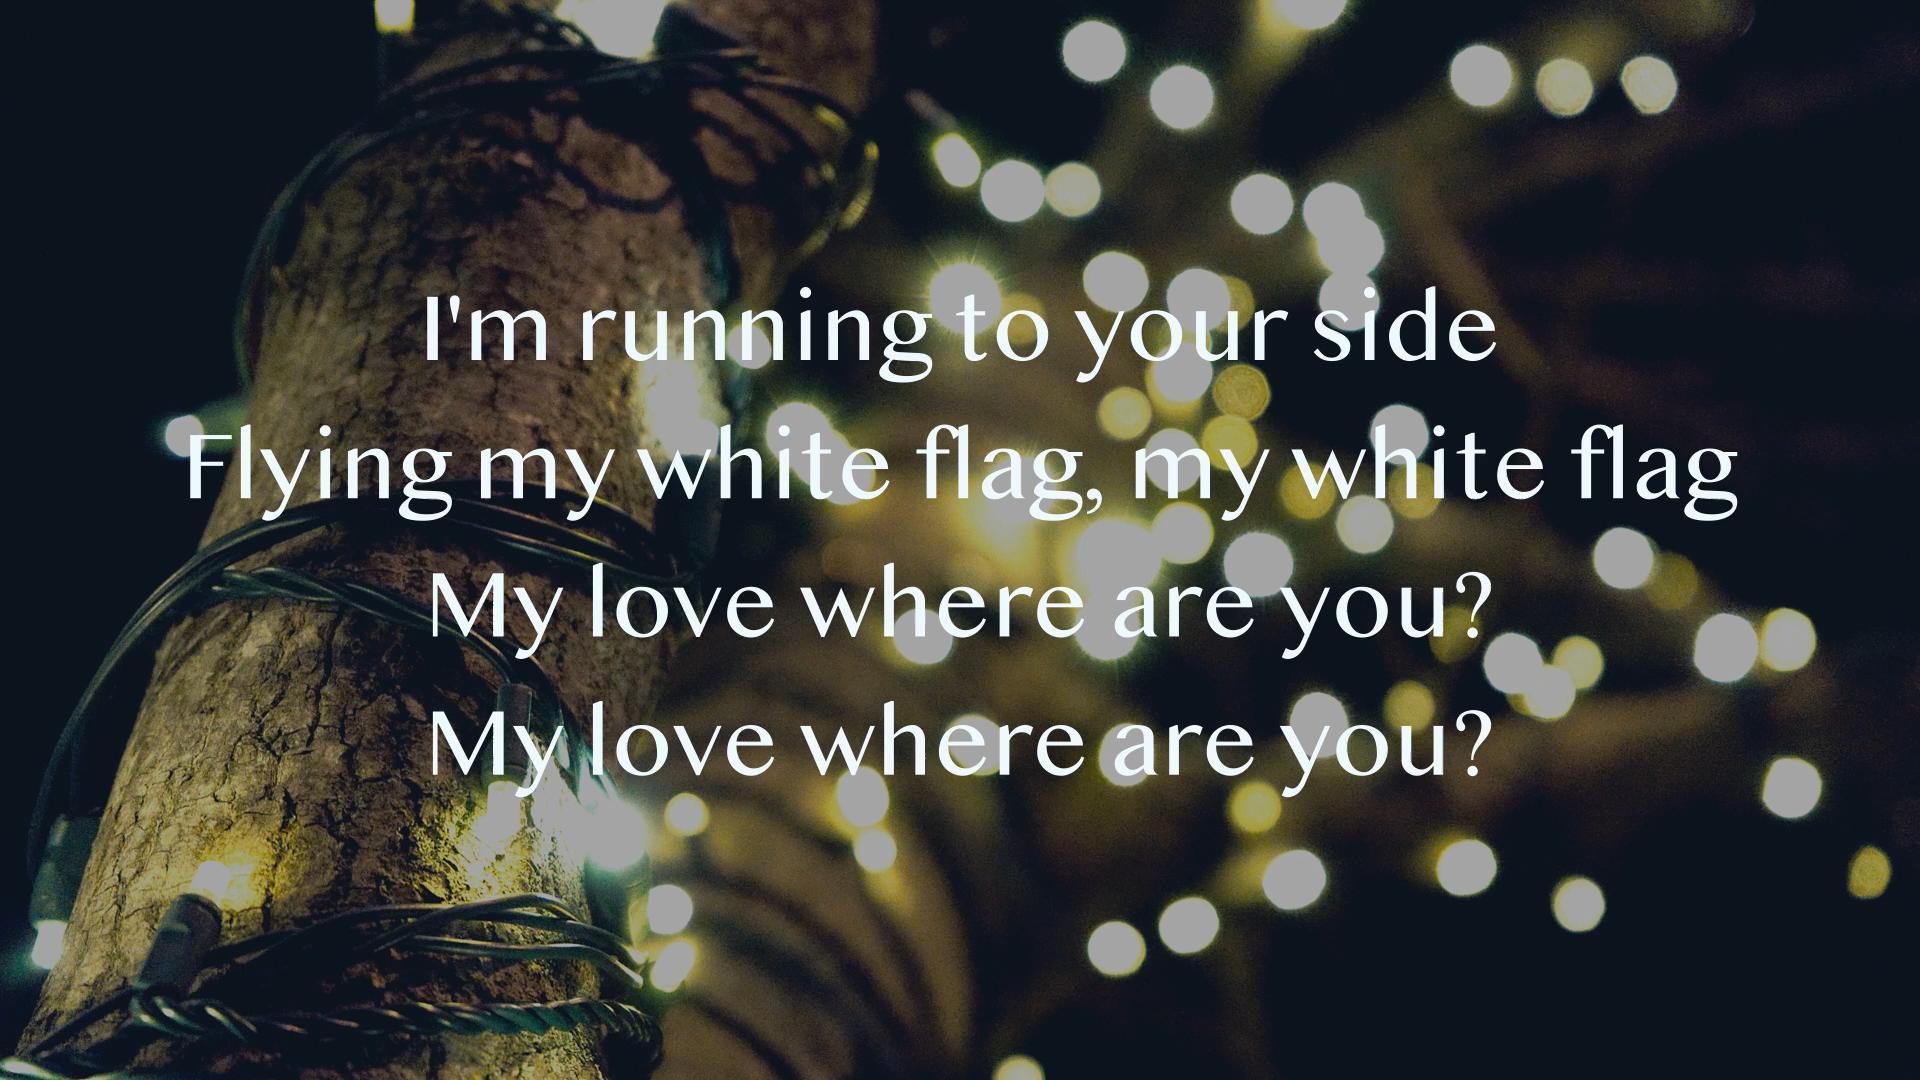 I'm running to your side
Flying my white flag, my white flag
My love where are you?
My love where are you?